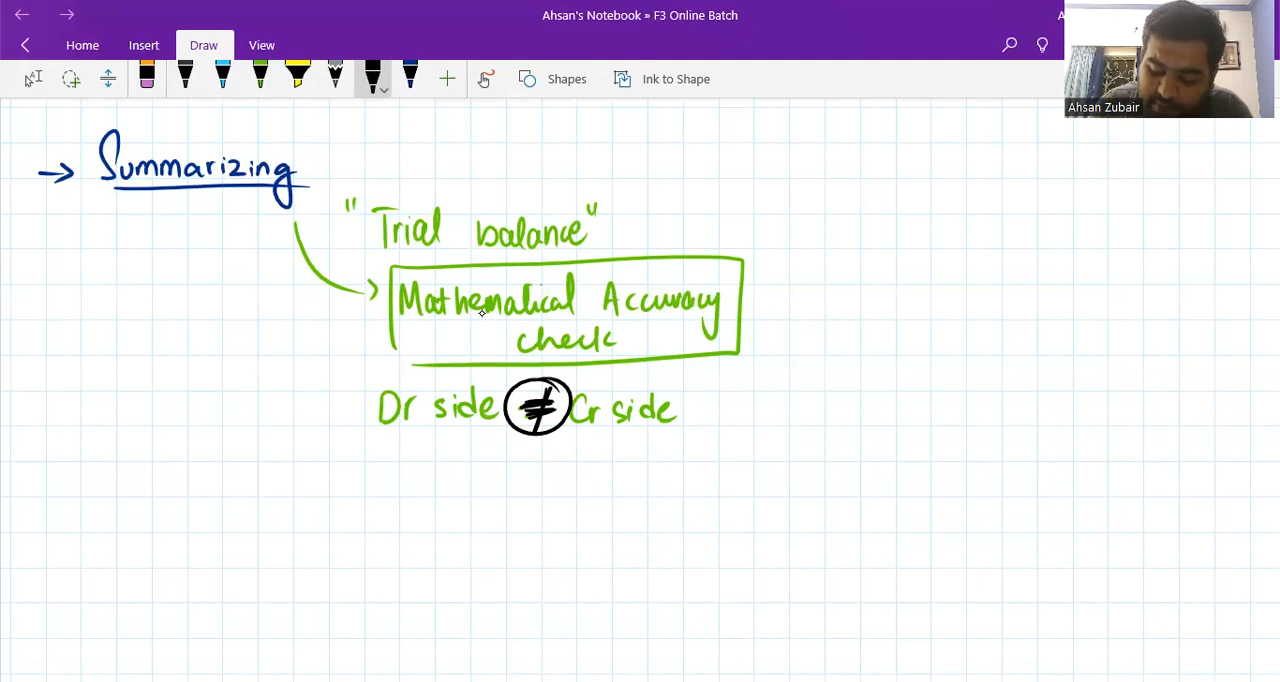 Ahsan's Notebook » F3 Online Batch
A
Home Insert Draw View
Shapes Ink to Shape
Ahsan Zubair
→ Summarizing
"Trial balance"
Mathematical Accuracy
check
Dr side ≠ Cr side